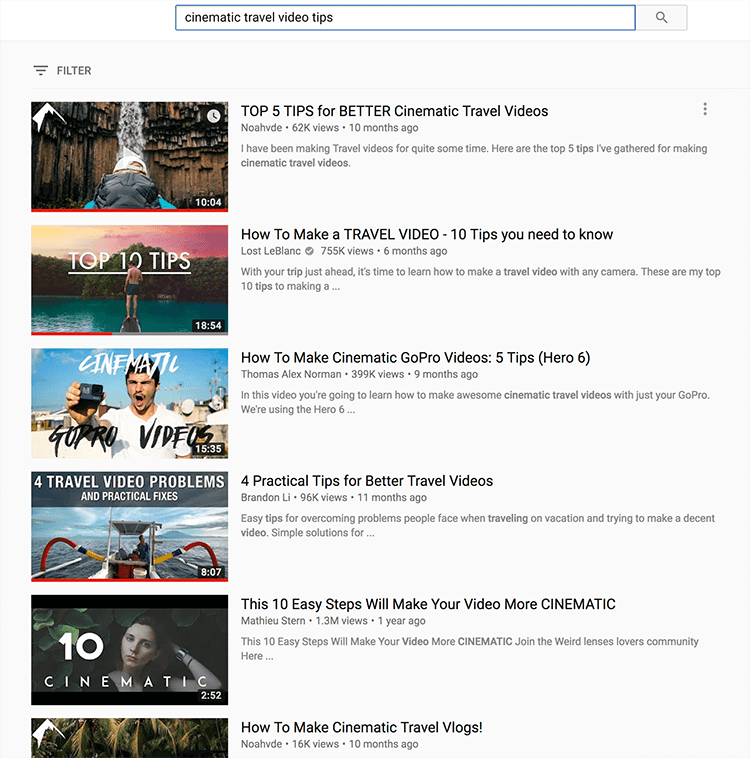 cinematic travel video tips
FILTER
10:04
TOP 5 TIPS for BETTER Cinematic Travel Videos
Noahvde • 62K views • 10 months ago
I have been making Travel videos for quite some time. Here are the top 5 tips I've gathered for making
cinematic travel videos.
TOP 10 TIPS
18:54
How To Make a TRAVEL VIDEO - 10 Tips you need to know
Lost LeBlanc 755K views • 6 months ago
With your trip just ahead, it's time to learn how to make a travel video with any camera. These are my top
10 tips to making a ...
CINEMATIC
GOPRO VIDEOS
15:35
How To Make Cinematic GoPro Videos: 5 Tips (Hero 6)
Thomas Alex Norman • 399K views • 9 months ago
In this video you're going to learn how to make awesome cinematic travel videos with just your GoPro.
We're using the Hero 6 ...
4 TRAVEL VIDEO PROBLEMS
AND PRACTICAL FIXES
8:07
4 Practical Tips for Better Travel Videos
Brandon Li • 96K views • 11 months ago
Easy tips for overcoming problems people face when traveling on vacation and trying to make a decent
video. Simple solutions for ...
10
CINEMATIC
2:52
This 10 Easy Steps Will Make Your Video More CINEMATIC
Mathieu Stern • 1.3M views • 1 year ago
This 10 Easy Steps Will Make Your Video More CINEMATIC Join the Weird lenses lovers community
Here ...
How To Make Cinematic Travel Vlogs!
Noahvde • 16K views • 10 months ago